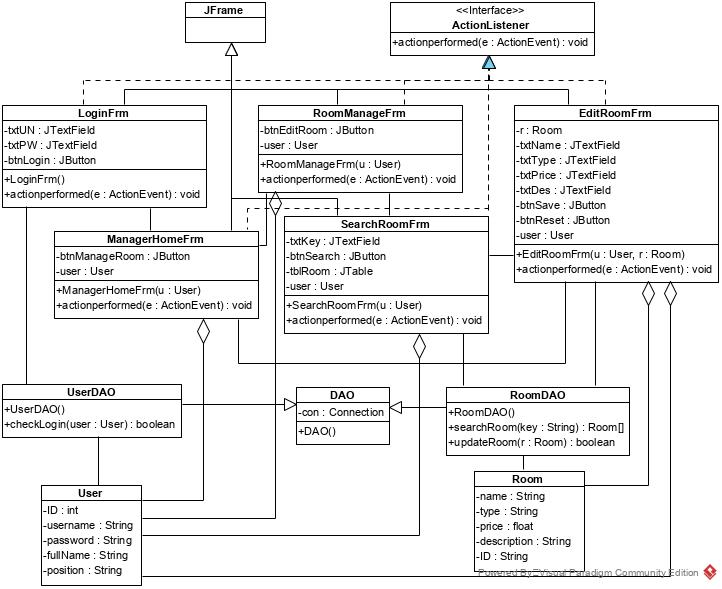 JFrame
<<Interface>>
ActionListener
+actionperformed(e : ActionEvent) : void
LoginFrm
-txtUN : JTextField
-txtPW : JTextField
-btnLogin : JButton
+LoginFrm()
+actionperformed(e : ActionEvent) : void
RoomManageFrm
-btnEditRoom : JButton
-user : User
+RoomManageFrm(u : User)
+actionperformed(e : ActionEvent) : void
EditRoomFrm
-r : Room
-txtName : JTextField
-txtType : JTextField
-txtPrice : JTextField
-txtDes : JTextField
-btnSave : JButton
-btnReset : JButton
-user : User
+EditRoomFrm(u : User, r : Room)
+actionperformed(e : ActionEvent) : void
ManagerHomeFrm
-btnManageRoom : JButton
-user : User
+ManagerHomeFrm(u : User)
+actionperformed(e : ActionEvent) : void
SearchRoomFrm
-txtKey : JTextField
-btnSearch : JButton
-tblRoom : JTable
-user : User
+SearchRoomFrm(u : User)
+actionperformed(e : ActionEvent) : void
UserDAO
+UserDAO()
+checkLogin(user : User) : boolean
DAO
-con : Connection
+DAO()
RoomDAO
+RoomDAO()
+searchRoom(key : String) : Room[]
+updateRoom(r : Room) : boolean
User
-ID : int
-username : String
-password : String
-fullName : String
-position : String
Room
-name : String
-type : String
-price : float
-description : String
-ID : String
Powered By Visual Paradigm Community Edition